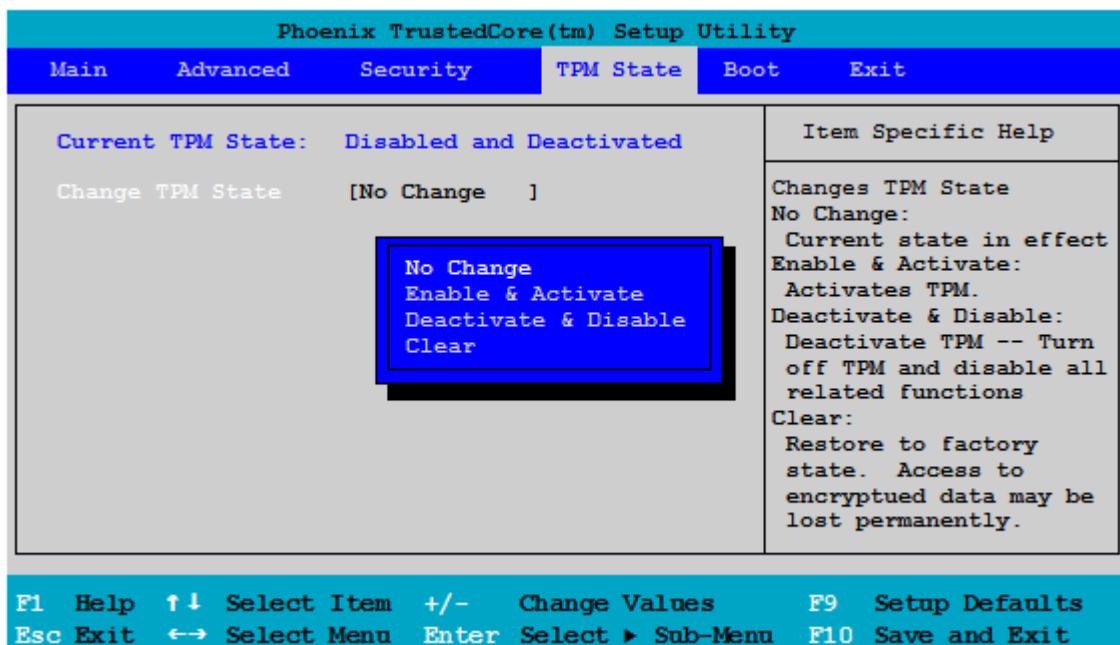 Phoenix TrustedCore(tm) Setup Utility
Main Advanced Security TPM State Boot Exit
Current TPM State: Disabled and Deactivated
Change TPM State [No Change ]
No Change
Enable & Activate
Deactivate & Disable
Clear
Item Specific Help
Changes TPM State
No Change:
Current state in effect
Enable & Activate:
Activates TPM.
Deactivate & Disable:
Deactivate TPM -- Turn
off TPM and disable all
related functions
Clear:
Restore to factory
state. Access to
encryptued data may be
lost permanently.
F1 Help ↑↓ Select Item +/- Change Values F9 Setup Defaults
Esc Exit ←→ Select Menu Enter Select ▶ Sub-Menu F10 Save and Exit